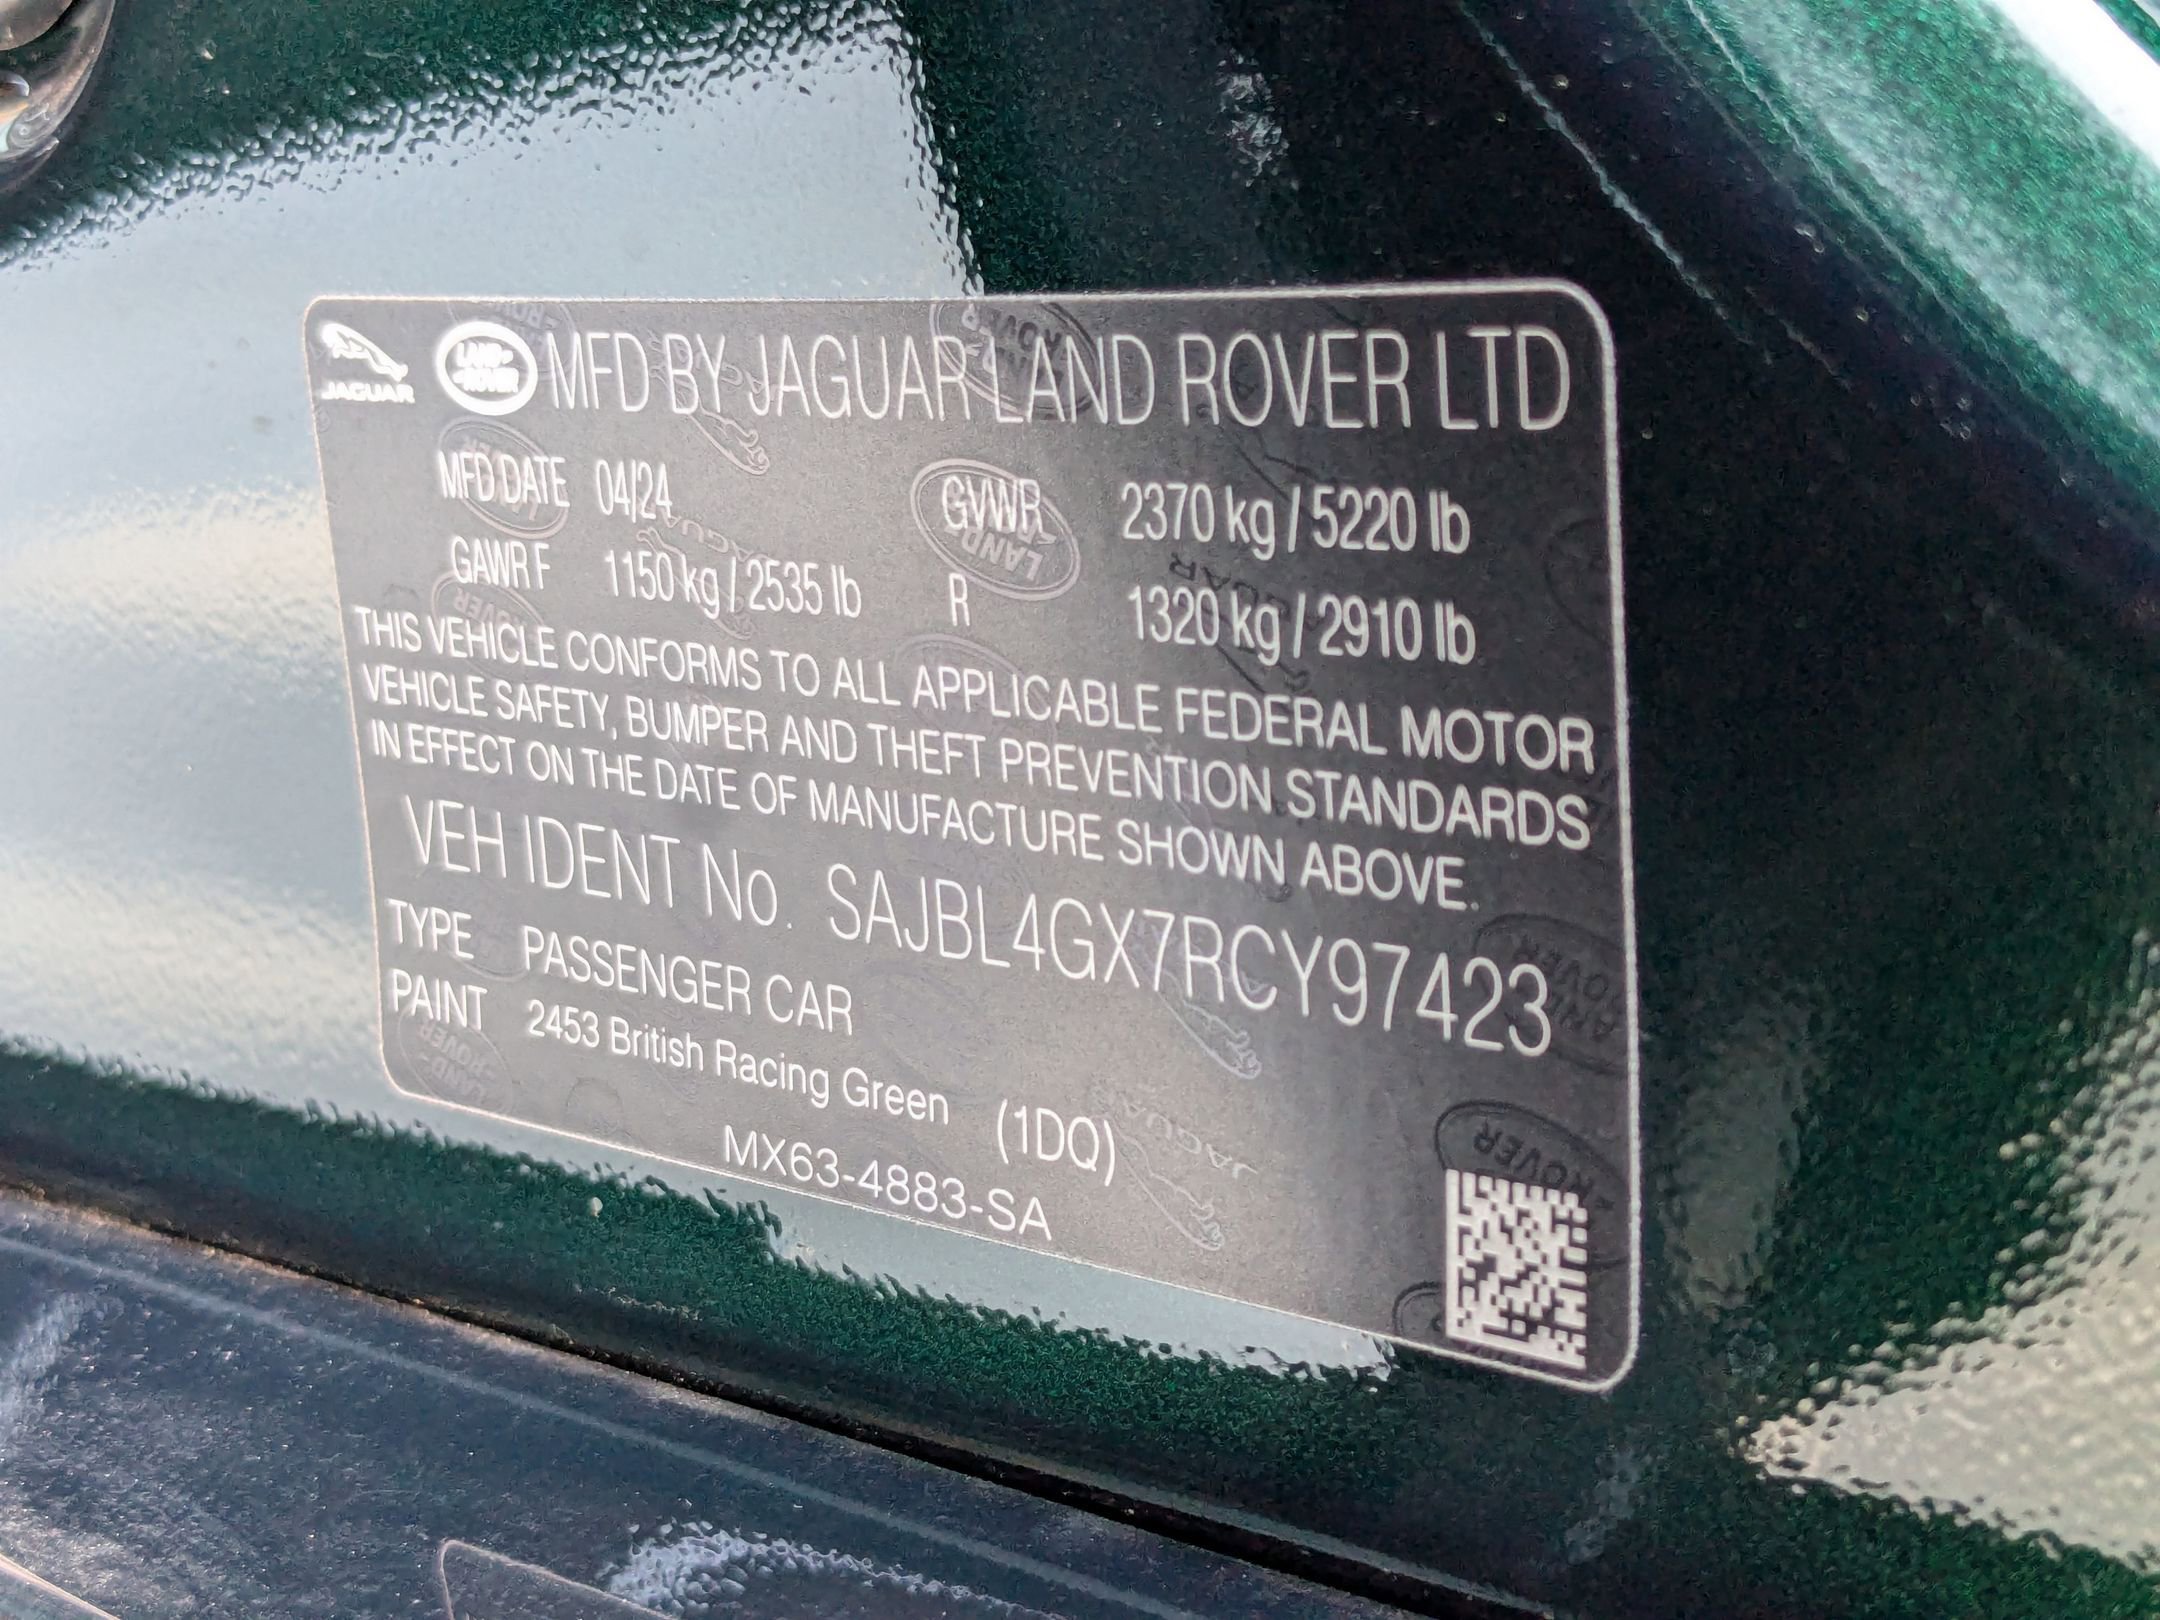 JAGUAR LAND-ROVER MFD BY JAGUAR LAND ROVER LTD
MFD DATE 04/24 GVWR 2370 kg / 5220 lb
GAWR F 1150 kg / 2535 lb R 1320 kg / 2910 lb
THIS VEHICLE CONFORMS TO ALL APPLICABLE FEDERAL MOTOR
VEHICLE SAFETY, BUMPER AND THEFT PREVENTION STANDARDS
IN EFFECT ON THE DATE OF MANUFACTURE SHOWN ABOVE.
VEH IDENT No. SAJBL4GX7RCY97423
TYPE PASSENGER CAR
PAINT 2453 British Racing Green (1DQ)
MX63-4883-SA